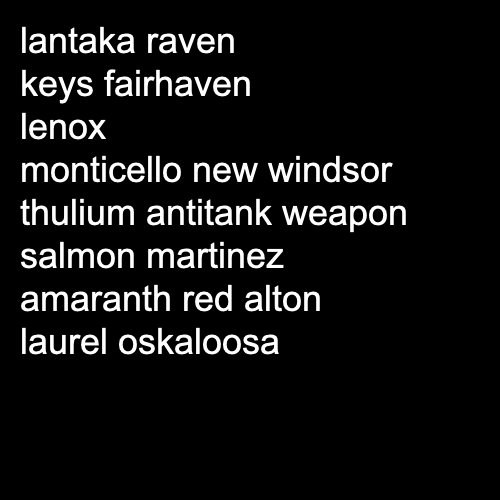 lantaka raven
keys fairhaven
lenox
monticello new windsor
thulium antitank weapon
salmon martinez
amaranth red alton
laurel oskaloosa